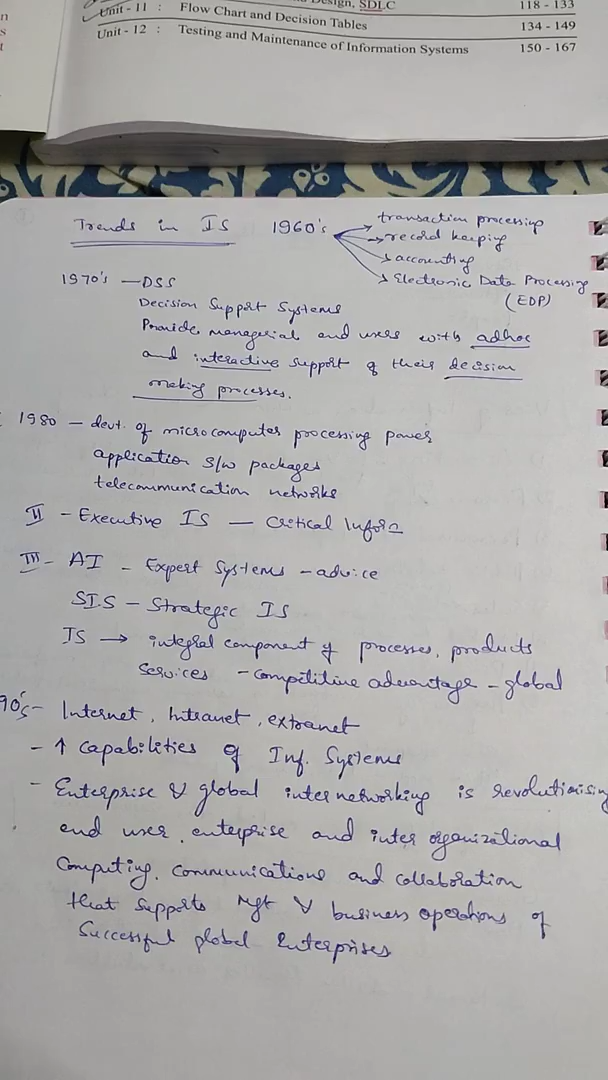 Design, SDLC 118 - 133
Unit - 11 : Flow Chart and Decision Tables 134 - 149
Unit - 12 : Testing and Maintenance of Information Systems 150 - 167
Trends in IS 1960's
transaction processing
record keeping
accounting
Electronic Data Processing
(EDP)
1970's — DSS
Decision Support Systems
Provide managerial end users with adhoc
and interactive support of their decision
making processes.
1980 — devt. of microcomputer processing power
application s/w packages
telecommunication networks
II - Executive IS — Critical Inforn
III - AI - Expert Systems - advice
SIS - Strategic IS
IS → integral component of processes, products
Services - competitive advantage - global
90's - Internet, Intranet, extranet
- ↑ capabilities of Inf. Systems
- Enterprise & global internetworking is revolutionising
end user, enterprise and inter organizational
Computing, communications and collaboration
that supports mgt & business operations of
Successful global Enterprises